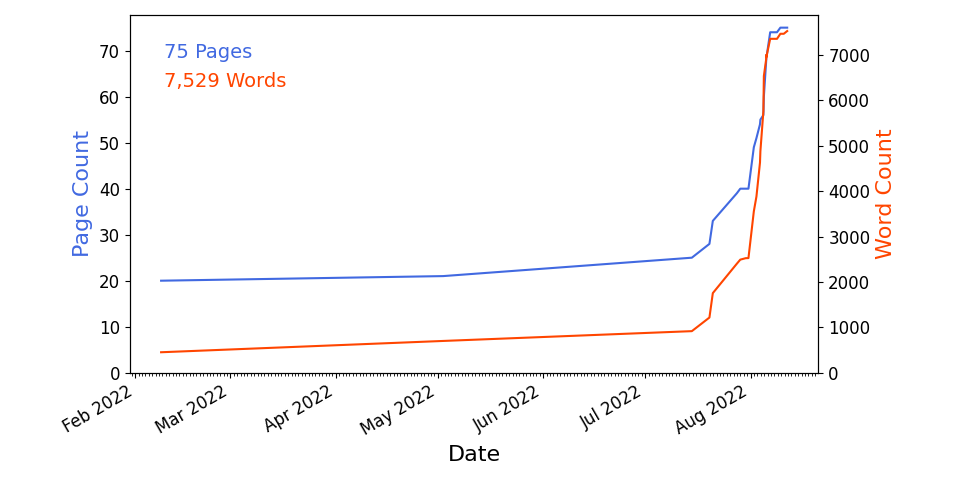 75 Pages
7,529 Words
Page Count
70
60
50
40
30
20
10
0
7000
6000
5000
4000
3000
2000
1000
0
Word Count
Feb 2022
Mar 2022
Apr 2022
May 2022
Jun 2022
Jul 2022
Aug 2022
Date